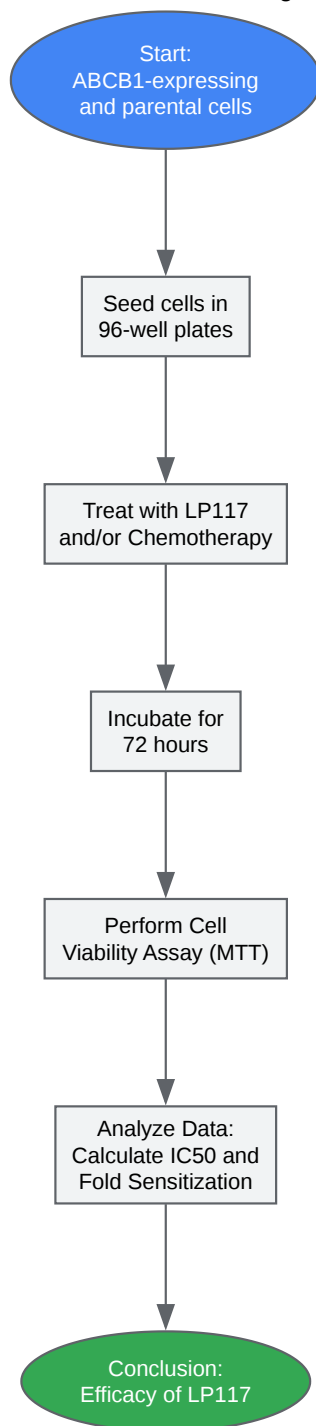 Start:
ABCB1-expressing
and parental cells
Seed cells in
96-well plates
Treat with LP117
and/or Chemotherapy
Incubate for
72 hours
Perform Cell
Viability Assay (MTT)
Analyze Data:
Calculate IC50 and
Fold Sensitization
Conclusion:
Efficacy of LP117